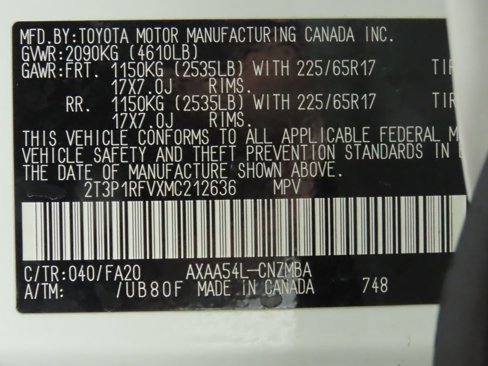 MFD.BY:TOYOTA MOTOR MANUFACTURING CANADA INC.
GVWR:2090KG (4610LB)
GAWR:FRT. 1150KG (2535LB) WITH 225/65R17 TIR
17X7.0J RIMS.
RR. 1150KG (2535LB) WITH 225/65R17 TIR
17X7.0J RIMS.
THIS VEHICLE CONFORMS TO ALL APPLICABLE FEDERAL M
VEHICLE SAFETY AND THEFT PREVENTION STANDARDS IN E
THE DATE OF MANUFACTURE SHOWN ABOVE.
2T3P1RFVXMC212636 MPV
C/TR:040/FA20 AXAA54L-CNZMBA
A/TM: /UB80F MADE IN CANADA 748